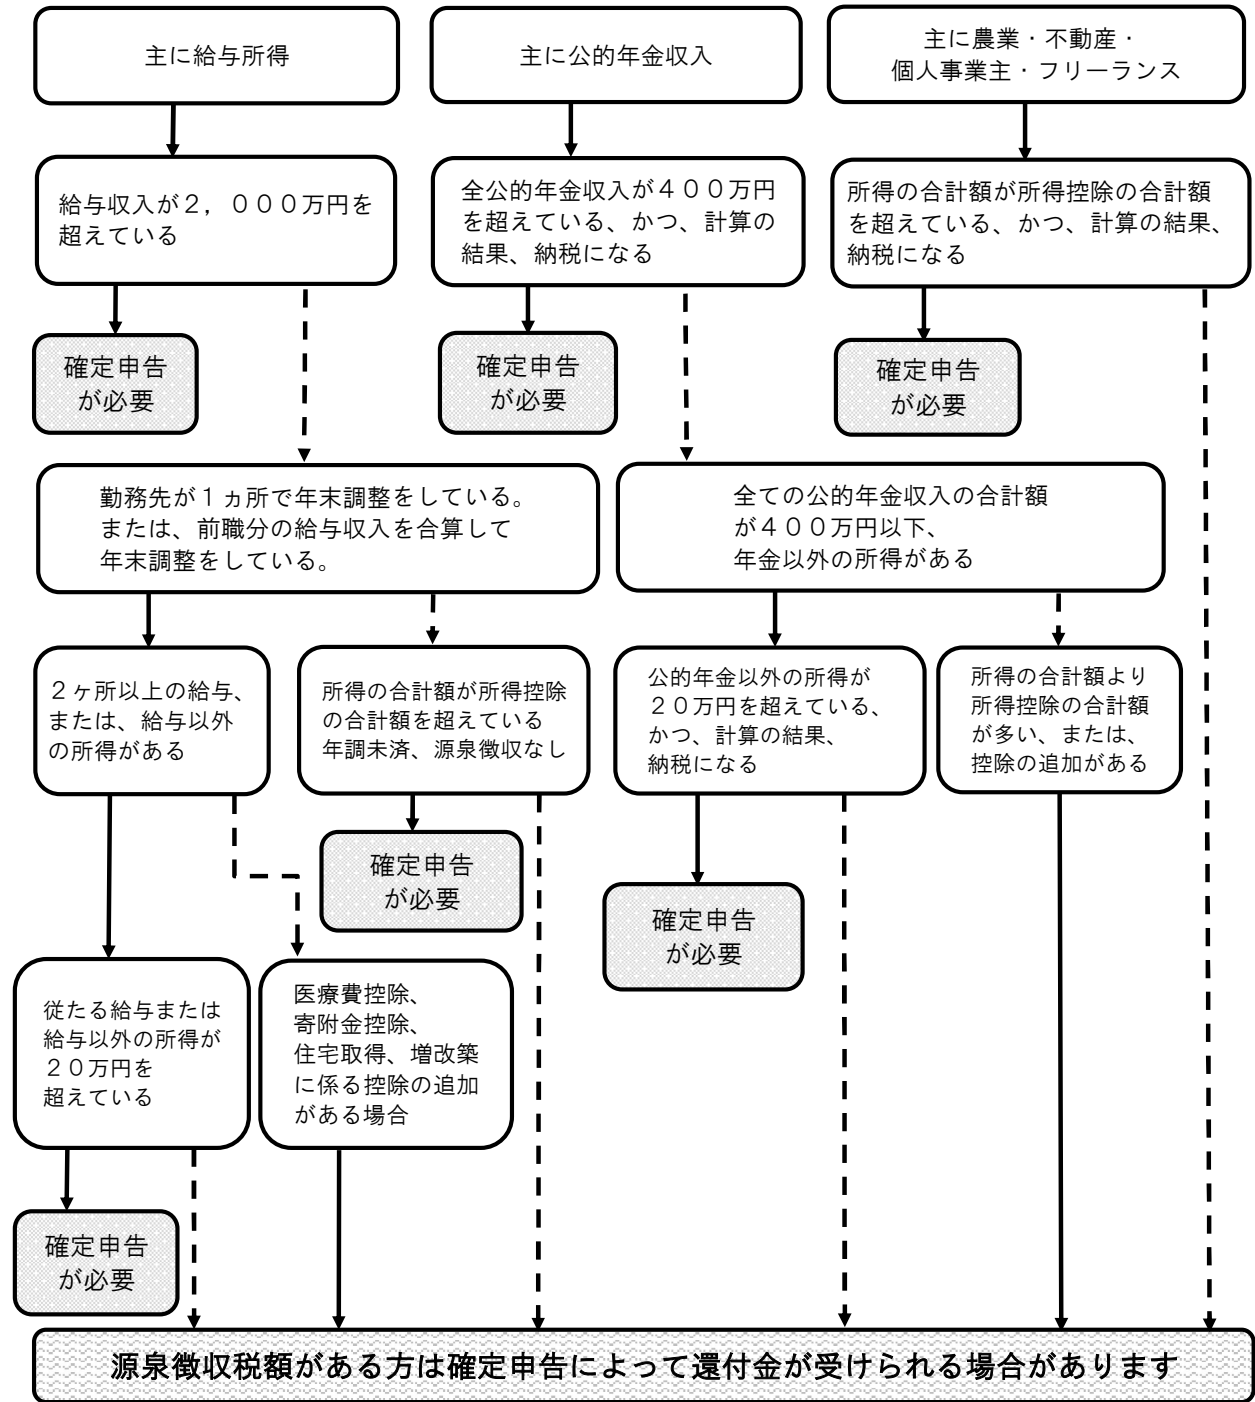 主に給与所得
主に公的年金収入
主に農業・不動産・
個人事業主・フリーランス
給与収入が２，０００万円を
超えている
全公的年金収入が４００万円
を超えている、かつ、計算の
結果、納税になる
所得の合計額が所得控除の合計額
を超えている、かつ、計算の結果、
納税になる
確定申告
が必要
確定申告
が必要
確定申告
が必要
勤務先が１ヵ所で年末調整をしている。
または、前職分の給与収入を合算して
年末調整をしている。
全ての公的年金収入の合計額
が４００万円以下、
年金以外の所得がある
２ヶ所以上の給与、
または、給与以外
の所得がある
所得の合計額が所得控除
の合計額を超えている
年調未済、源泉徴収なし
公的年金以外の所得が
２０万円を超えている、
かつ、計算の結果、
納税になる
所得の合計額より
所得控除の合計額
が多い、または、
控除の追加がある
確定申告
が必要
確定申告
が必要
従たる給与または
給与以外の所得が
２０万円を
超えている
医療費控除、
寄附金控除、
住宅取得、増改築
に係る控除の追加
がある場合
確定申告
が必要
源泉徴収税額がある方は確定申告によって還付金が受けられる場合があります